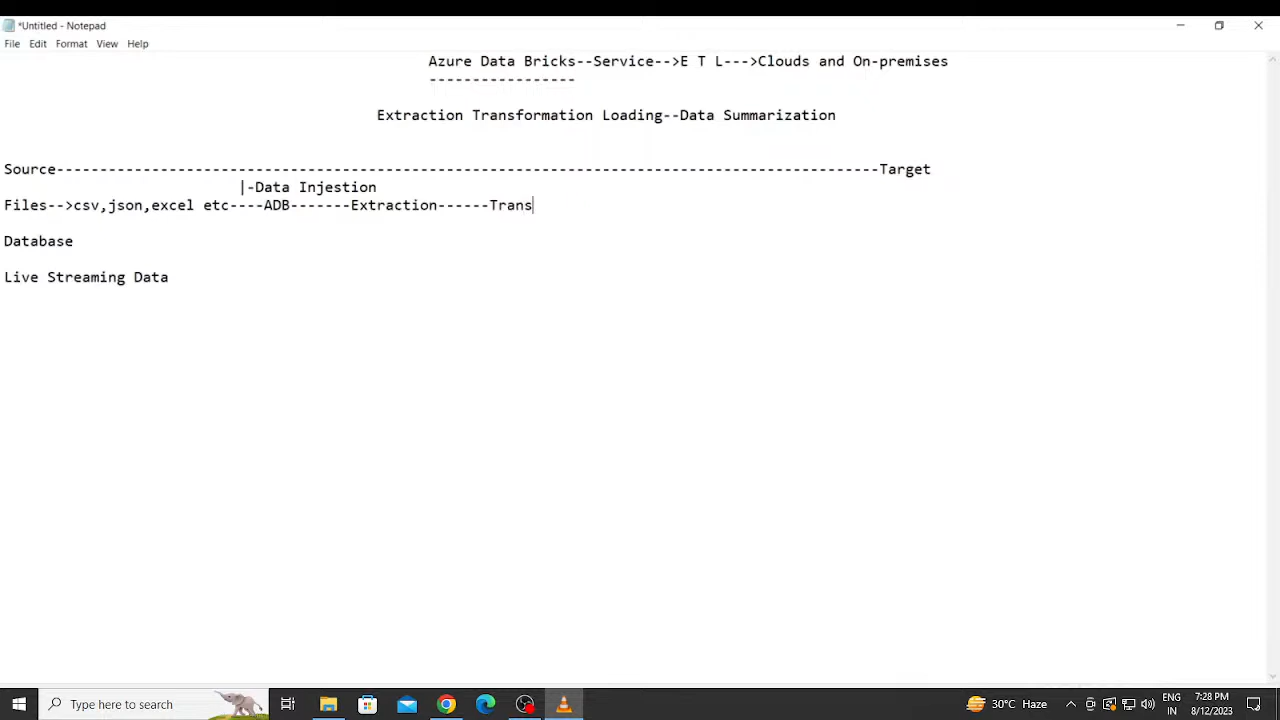 *Untitled - Notepad
File Edit Format View Help
Azure Data Bricks--Service-->E T L--->Clouds and On-premises
-----------------
Extraction Transformation Loading--Data Summarization
Source-----------------------------------------------------------------------------------------------Target
|-Data Injestion
Files-->csv,json,excel etc----ADB-------Extraction------Trans
Database
Live Streaming Data
Type here to search
30°C Haze
ENG
IN
7:28 PM
8/12/2023